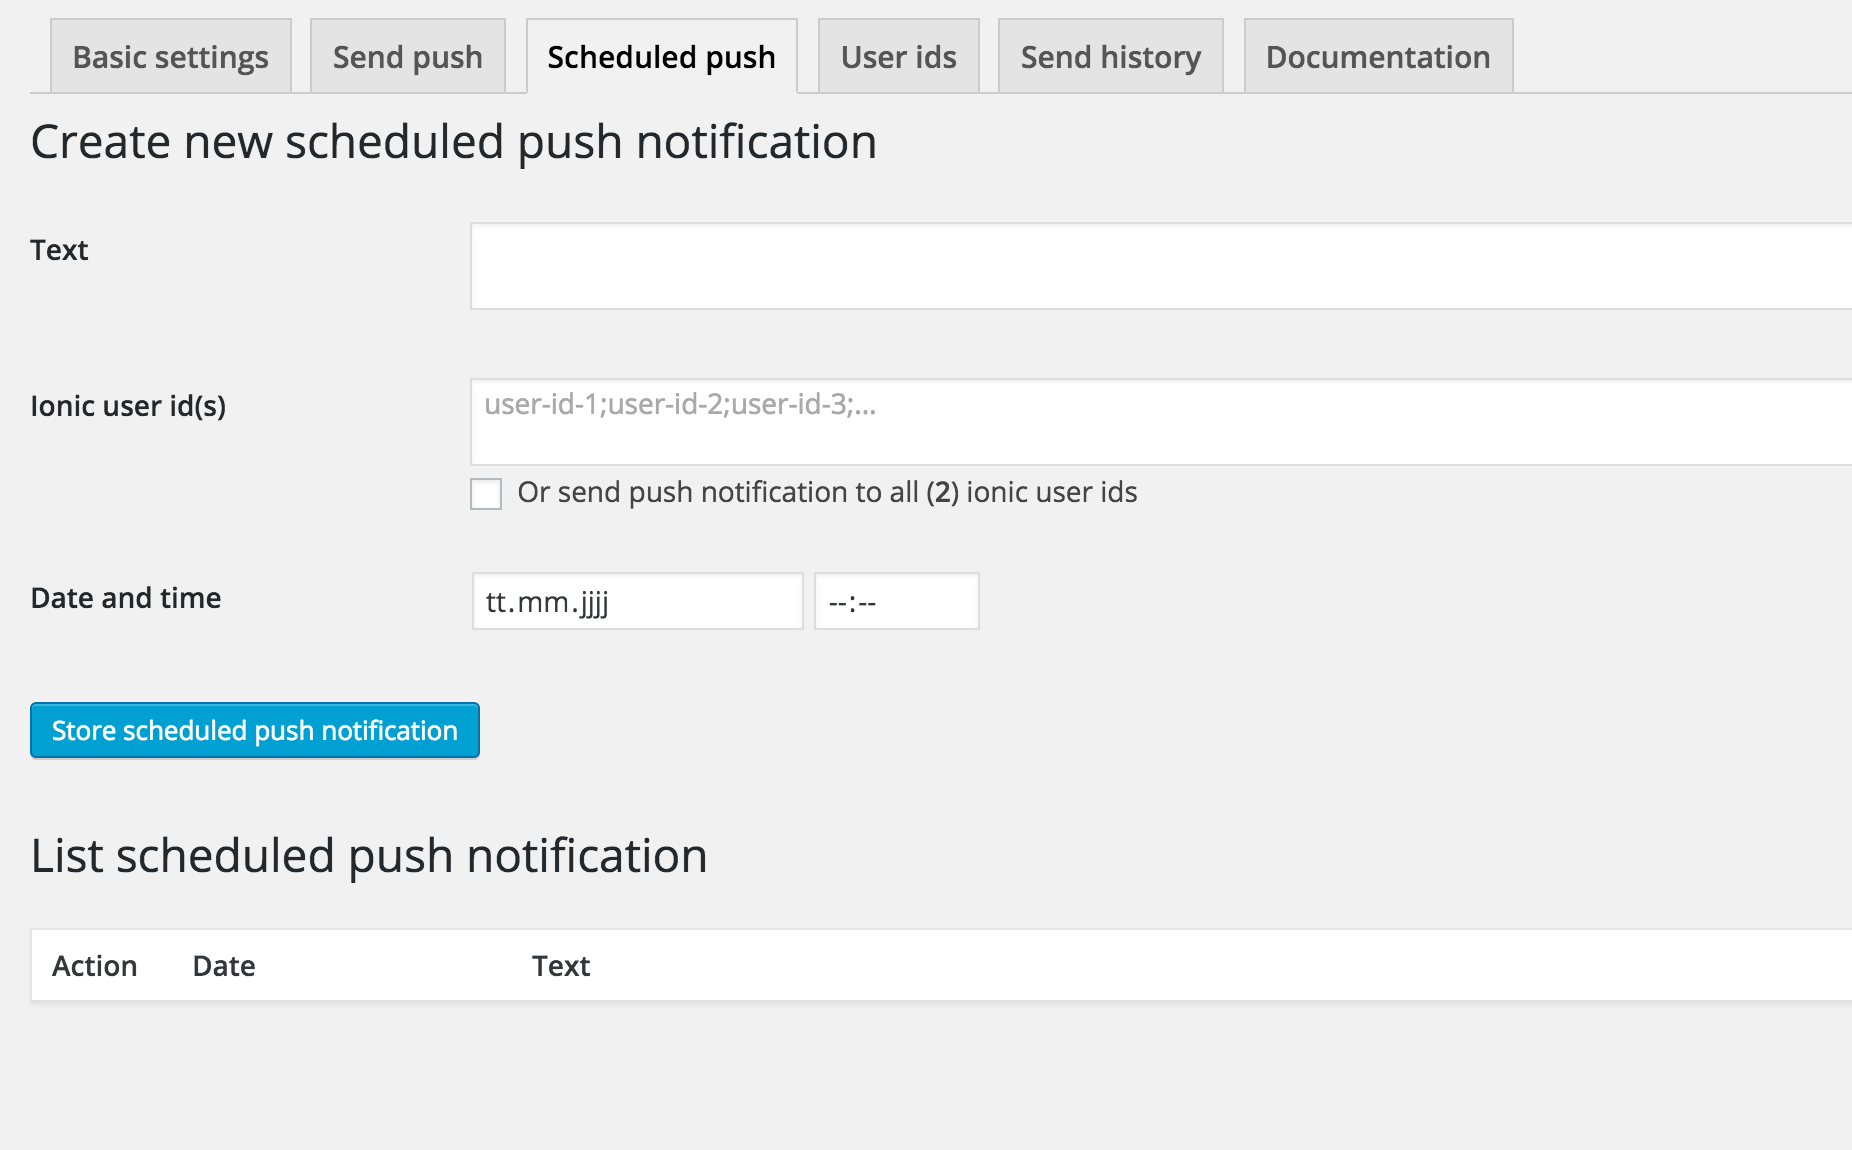 Basic settings Send push Scheduled push User ids Send history Documentation
Create new scheduled push notification
Text
Ionic user id(s) user-id-1;user-id-2;user-id-3;...
Or send push notification to all (2) ionic user ids
Date and time tt.mm.jjjj --:--
Store scheduled push notification
List scheduled push notification
Action Date Text